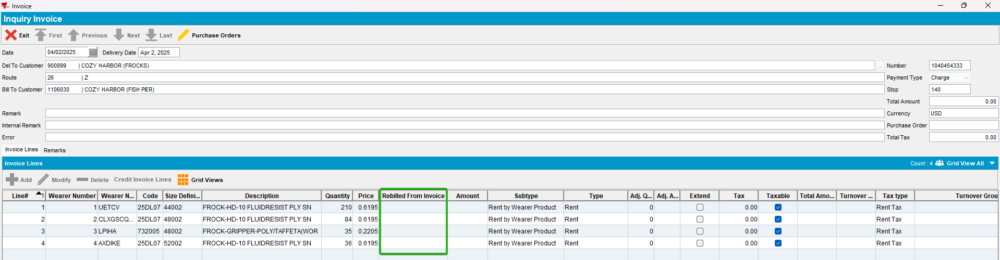 Invoice
Inquiry Invoice
Exit First Previous Next Last Purchase Orders
Date 04/02/2025 16 Delivery Date Apr 2, 2025
Del To Customer 900899 | COZY HARBOR (FROCKS) ... Number 1040454333
Route 26 | Z Payment Type Charge
Bill To Customer 1106030 | COZY HARBOR (FISH PIER) Stop 140
Total Amount 0.00
Remark Currency USD
Internal Remark Purchase Order
Error Total Tax 0.00
Invoice Lines Remarks
Invoice Lines Count : 4 Grid View All
Add Modify Delete Credit Invoice Lines Grid Views
Line# 1 Wearer Number Wearer N... Code Size Defini... Description Quantity Price Rebilled From Invoice Amount Subtype Type Adj. Q... Adj. A... Extend Tax Taxable Total Amo... Turnover ... Tax type Turnover Grou
1 1 UETCV 25DL07 44002 FROCK-HD-10 FLUIDRESIST PLY SN 210 0.6195 Rent by Wearer Product Rent 0 0.00 Rent Tax
2 2 CLXGSCQ... 25DL07 48002 FROCK-HD-10 FLUIDRESIST PLY SN 84 0.6195 Rent by Wearer Product Rent 0 0.00 Rent Tax
3 3 LPIHA 732005 48002 FROCK-GRIPPER-POLY/TAFFETA(WOR 35 0.2205 Rent by Wearer Product Rent 0 0.00 Rent Tax
4 4 AXDIKE 25DL07 52002 FROCK-HD-10 FLUIDRESIST PLY SN 36 0.6195 Rent by Wearer Product Rent 0 0.00 Rent Tax